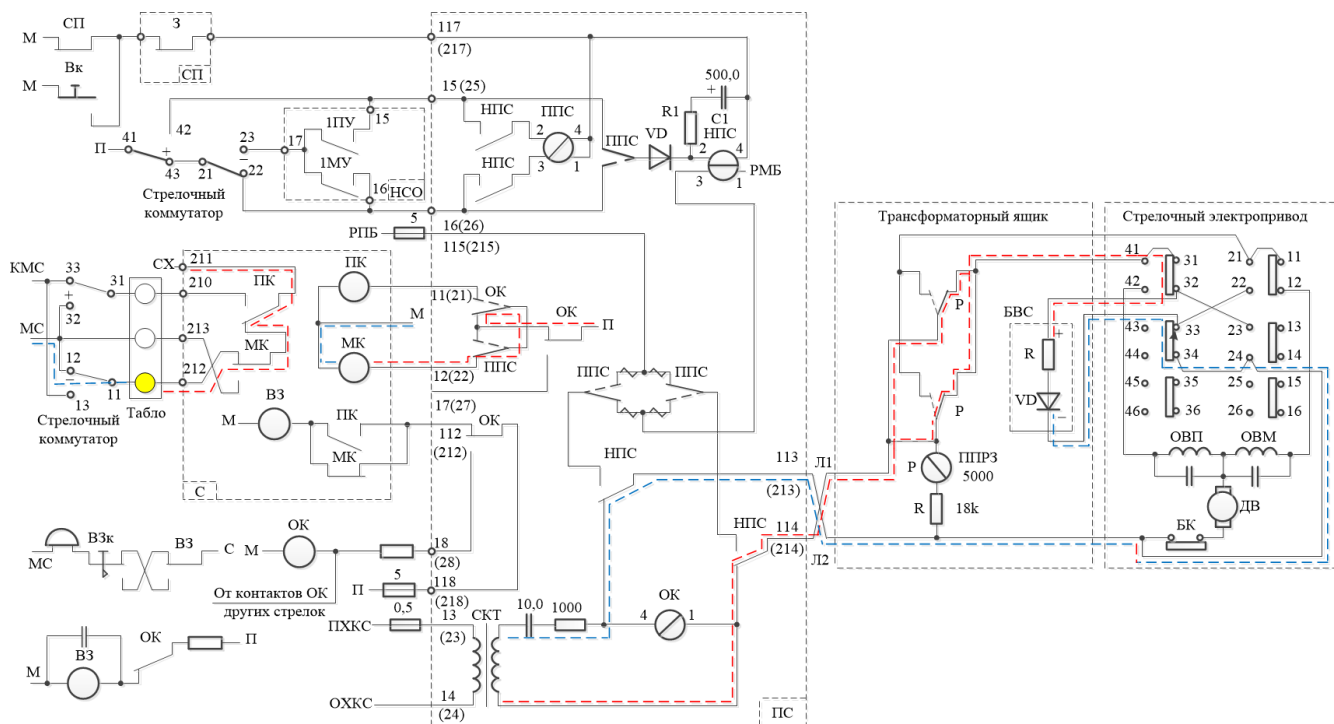 СП
М
З
СП
Вк
М
117
(217)
15(25)
42
41
П
+
43
21
23
–
22
17
1ПУ
15
1МУ
16
НСО
Стрелочный
коммутатор
НПС
ППС
2
4
НПС
3
1
ППС
VD
R1
500,0
+
C1
НПС
2
4
РМБ
3
1
16(26)
РПБ
5
115(215)
КМС
33
+
32
31
МС
12
–
13
11
Стрелочный
коммутатор
Табло
СХ
211
210
ПК
213
МК
212
ПК
М
МК
11(21)
ОК
ОК
П
ППС
12(22)
М
ВЗ
ПК
МК
С
17(27)
ОК
112
(212)
ППС
ППС
НПС
113
(213)
Л1
НПС
114
(214)
Л2
МС
ВЗк
ВЗ
С
М
ОК
18
(28)
От контактов ОК
других стрелок
П
5
118
(218)
0,5
ПХКС
13
(23)
СКТ
10,0
1000
ОК
4
1
ОХКС
14
(24)
ПС
М
ВЗ
ОК
П
Трансформаторный ящик
Р
Р
Р
ППРЗ
5000
R
18k
БВС
R
VD
–
Стрелочный электропривод
41
31
21
11
42
32
22
12
43
33
23
13
44
34
24
14
45
35
25
15
46
36
26
16
ОВП
ОВМ
ДВ
БК